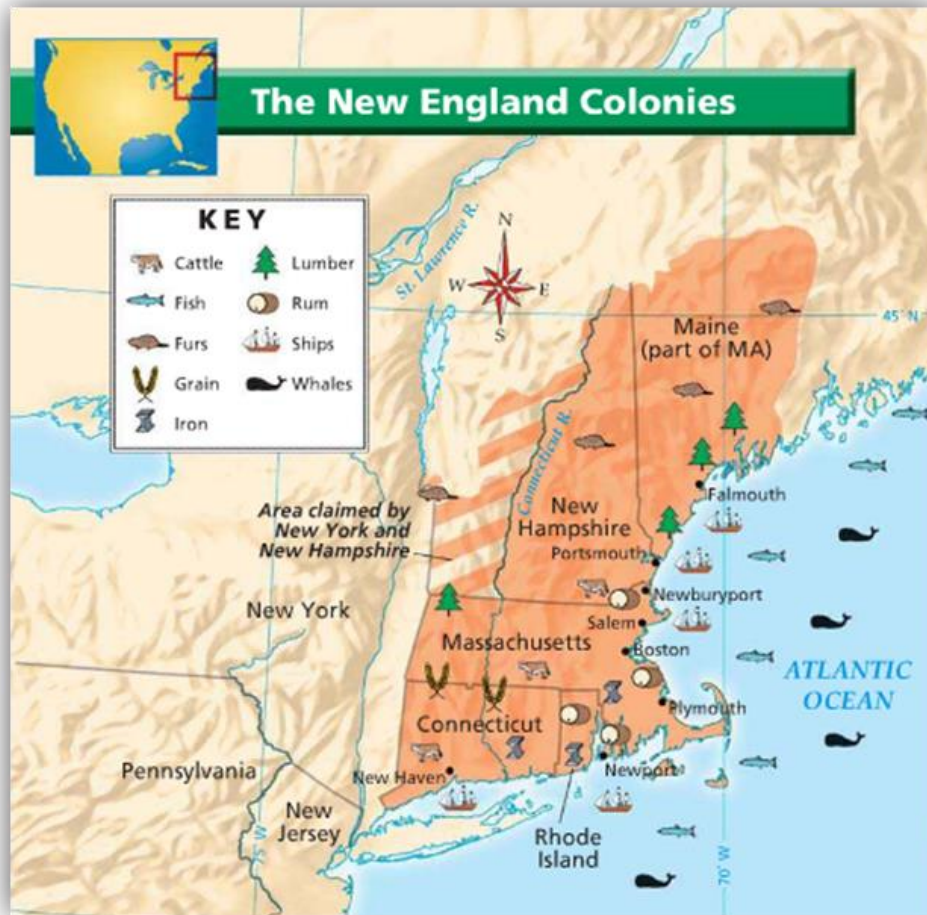 The New England Colonies
KEY
Cattle
Fish
Furs
Grain
Iron
Lumber
Rum
Ships
Whales
St. Lawrence R.
N
W
E
S
45° N
Maine
(part of MA)
Connecticut R.
Falmouth
Area claimed by
New York and
New Hampshire
New
Hampshire
Portsmouth
Newburyport
New York
Salem
Massachusetts
Boston
ATLANTIC
OCEAN
Plymouth
Connecticut
Pennsylvania
New Haven
Newport
New
Jersey
Rhode
Island
75° W
70° W